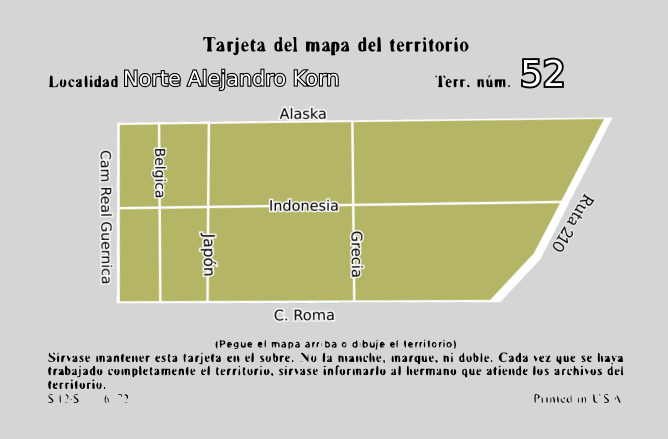 Tarjeta del mapa del territorio
Localidad Norte Alejandro Korn
Terr. núm. 52
Alaska
Cam Real Guernica
Belgica
Indonesia
Japón
Grecia
Ruta 210
C. Roma
(Pegue el mapa arriba o dibuje el territorio)
Sírvase mantener esta tarjeta en el sobre. No la manche, marque, ni doble. Cada vez que se haya
trabajado completamente el territorio, sírvase informarlo al hermano que atiende los archivos del
territorio.
S-12-S 6-72
Printed in U.S.A.